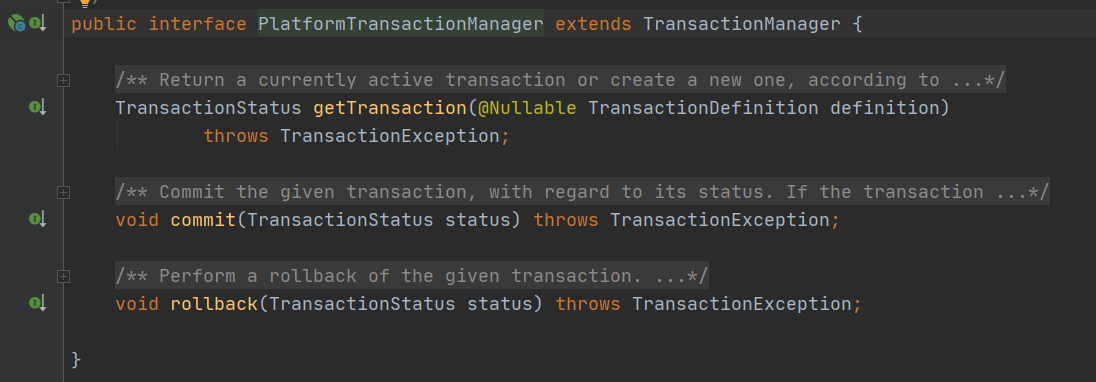 public interface PlatformTransactionManager extends TransactionManager {
/** Return a currently active transaction or create a new one, according to ...*/
TransactionStatus getTransaction(@Nullable TransactionDefinition definition)
throws TransactionException;
/** Commit the given transaction, with regard to its status. If the transaction ...*/
void commit(TransactionStatus status) throws TransactionException;
/** Perform a rollback of the given transaction. ...*/
void rollback(TransactionStatus status) throws TransactionException;
}